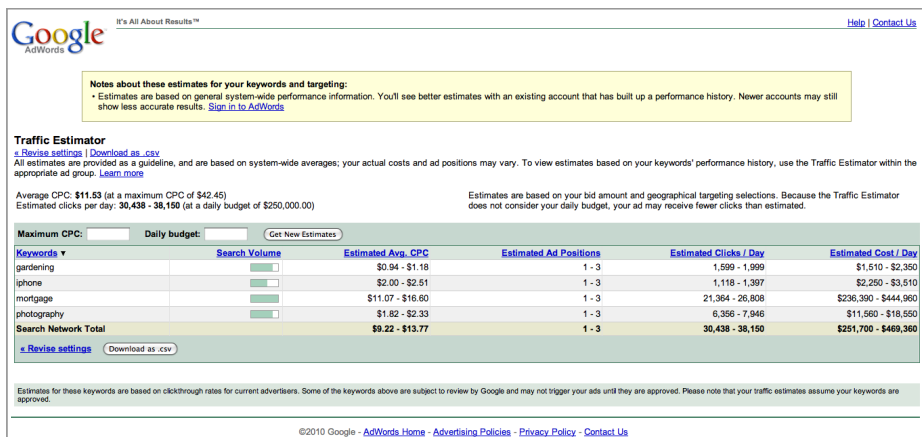 Google
AdWords
It's All About Results™
Help | Contact Us
Notes about these estimates for your keywords and targeting:
• Estimates are based on general system-wide performance information. You'll see better estimates with an existing account that has built up a performance history. Newer accounts may still
show less accurate results. Sign in to AdWords
Traffic Estimator
« Revise settings | Download as .csv
All estimates are provided as a guideline, and are based on system-wide averages; your actual costs and ad positions may vary. To view estimates based on your keywords' performance history, use the Traffic Estimator within the
appropriate ad group. Learn more
Average CPC: $11.53 (at a maximum CPC of $42.45)
Estimated clicks per day: 30,438 - 38,150 (at a daily budget of $250,000.00)
Estimates are based on your bid amount and geographical targeting selections. Because the Traffic Estimator
does not consider your daily budget, your ad may receive fewer clicks than estimated.
Maximum CPC: Daily budget: Get New Estimates
Keywords ▼ Search Volume Estimated Avg. CPC Estimated Ad Positions Estimated Clicks / Day Estimated Cost / Day
gardening $0.94 - $1.18 1 - 3 1,599 - 1,999 $1,510 - $2,350
iphone $2.00 - $2.51 1 - 3 1,118 - 1,397 $2,250 - $3,510
mortgage $11.07 - $16.60 1 - 3 21,364 - 26,808 $236,390 - $444,960
photography $1.82 - $2.33 1 - 3 6,356 - 7,946 $11,560 - $18,550
Search Network Total $9.22 - $13.77 1 - 3 30,438 - 38,150 $251,700 - $469,360
« Revise settings Download as .csv
Estimates for these keywords are based on clickthrough rates for current advertisers. Some of the keywords above are subject to review by Google and may not trigger your ads until they are approved. Please note that your traffic estimates assume your keywords are
approved.
©2010 Google - AdWords Home - Advertising Policies - Privacy Policy - Contact Us